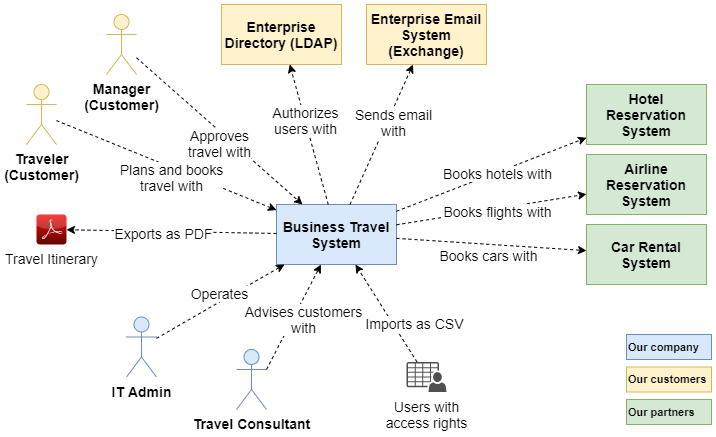 Enterprise
Directory (LDAP)
Enterprise Email
System
(Exchange)
Manager
(Customer)
Hotel
Reservation
System
Authorizes
users with
Sends email
with
Approves
travel with
Traveler
(Customer)
Plans and books
travel with
Books hotels with
Airline
Reservation
System
Books flights with
Business Travel
System
Exports as PDF
Travel Itinerary
Car Rental
System
Books cars with
Operates
Advises customers
with
Imports as CSV
IT Admin
Travel Consultant
Users with
access rights
Our company
Our customers
Our partners